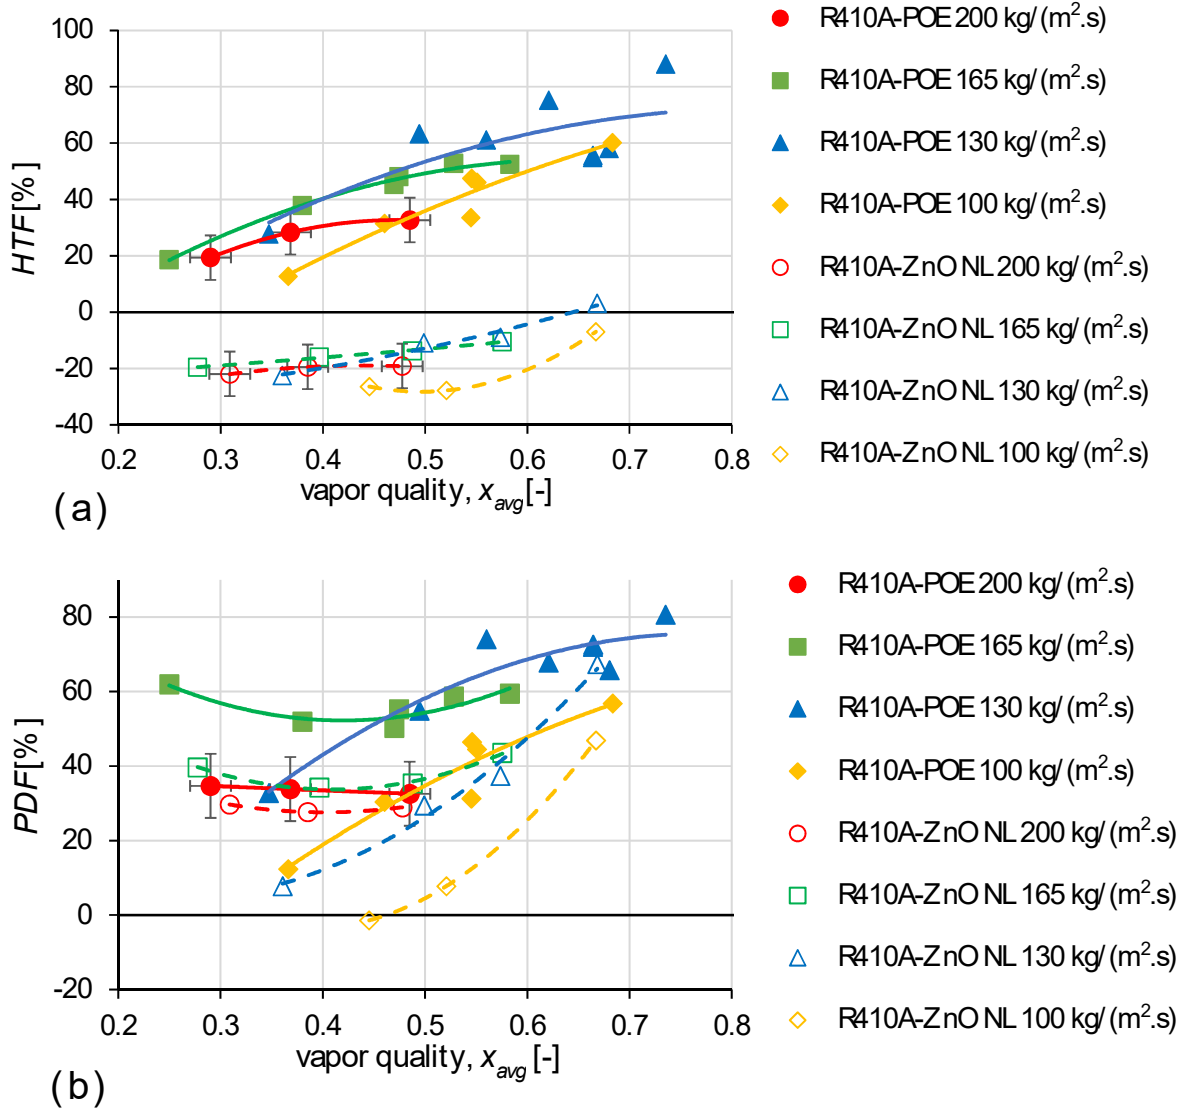 100
80
60
40
20
0
-20
-40
HTF[%]
0.2 0.3 0.4 0.5 0.6 0.7 0.8
vapor quality, xavg [-]
(a)
R410A-POE 200 kg/(m².s)
R410A-POE 165 kg/(m².s)
R410A-POE 130 kg/(m².s)
R410A-POE 100 kg/(m².s)
R410A-ZnO NL 200 kg/(m².s)
R410A-ZnO NL 165 kg/(m².s)
R410A-ZnO NL 130 kg/(m².s)
R410A-ZnO NL 100 kg/(m².s)
80
60
40
20
0
-20
PDF[%]
0.2 0.3 0.4 0.5 0.6 0.7 0.8
vapor quality, xavg [-]
(b)
R410A-POE 200 kg/(m².s)
R410A-POE 165 kg/(m².s)
R410A-POE 130 kg/(m².s)
R410A-POE 100 kg/(m².s)
R410A-ZnO NL 200 kg/(m².s)
R410A-ZnO NL 165 kg/(m².s)
R410A-ZnO NL 130 kg/(m².s)
R410A-ZnO NL 100 kg/(m².s)